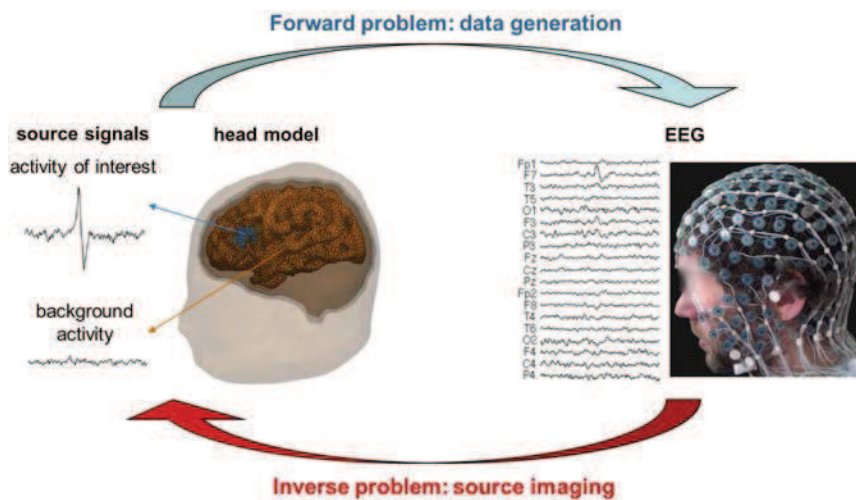 Forward problem: data generation
source signals
head model
EEG
activity of interest
background
activity
Fp1
F7
T3
T5
O1
F3
C3
P3
Fz
Cz
Pz
Fp2
F8
T4
T6
O2
F4
C4
P4
Inverse problem: source imaging